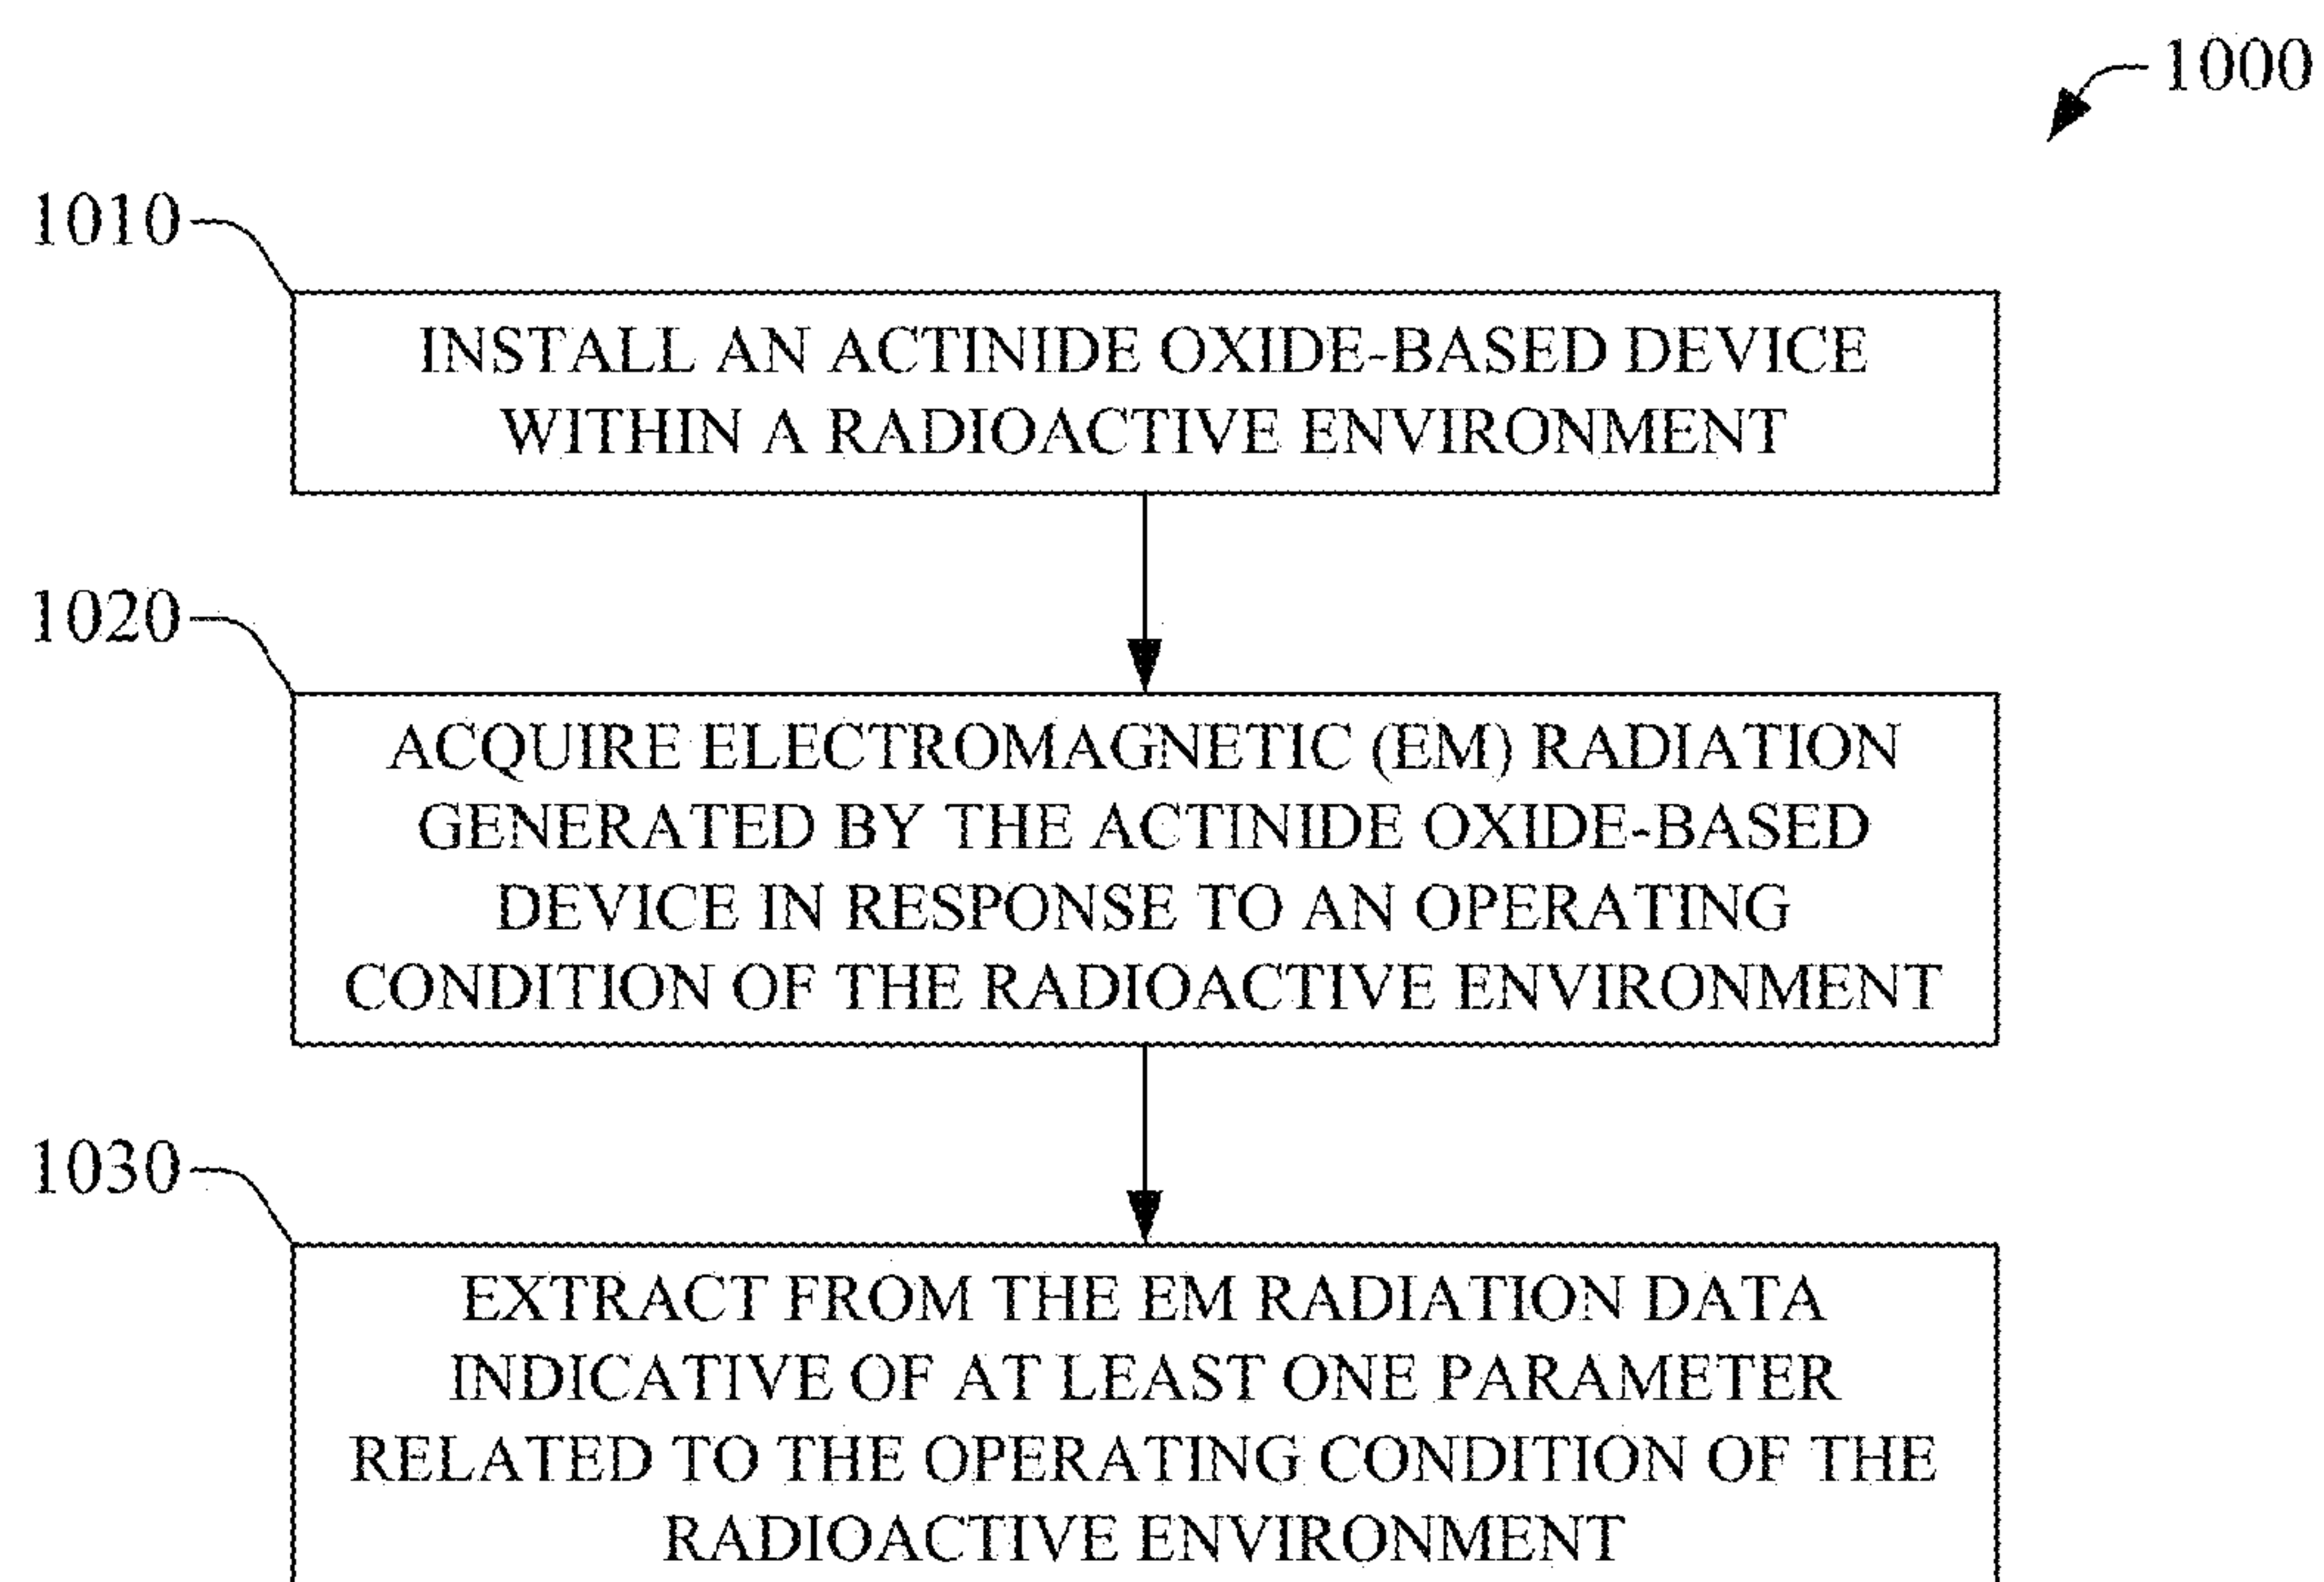 1000
1010
INSTALL AN ACTINIDE OXIDE-BASED DEVICE
WITHIN A RADIOACTIVE ENVIRONMENT
1020
ACQUIRE ELECTROMAGNETIC (EM) RADIATION
GENERATED BY THE ACTINIDE OXIDE-BASED
DEVICE IN RESPONSE TO AN OPERATING
CONDITION OF THE RADIOACTIVE ENVIRONMENT
1030
EXTRACT FROM THE EM RADIATION DATA
INDICATIVE OF AT LEAST ONE PARAMETER
RELATED TO THE OPERATING CONDITION OF THE
RADIOACTIVE ENVIRONMENT